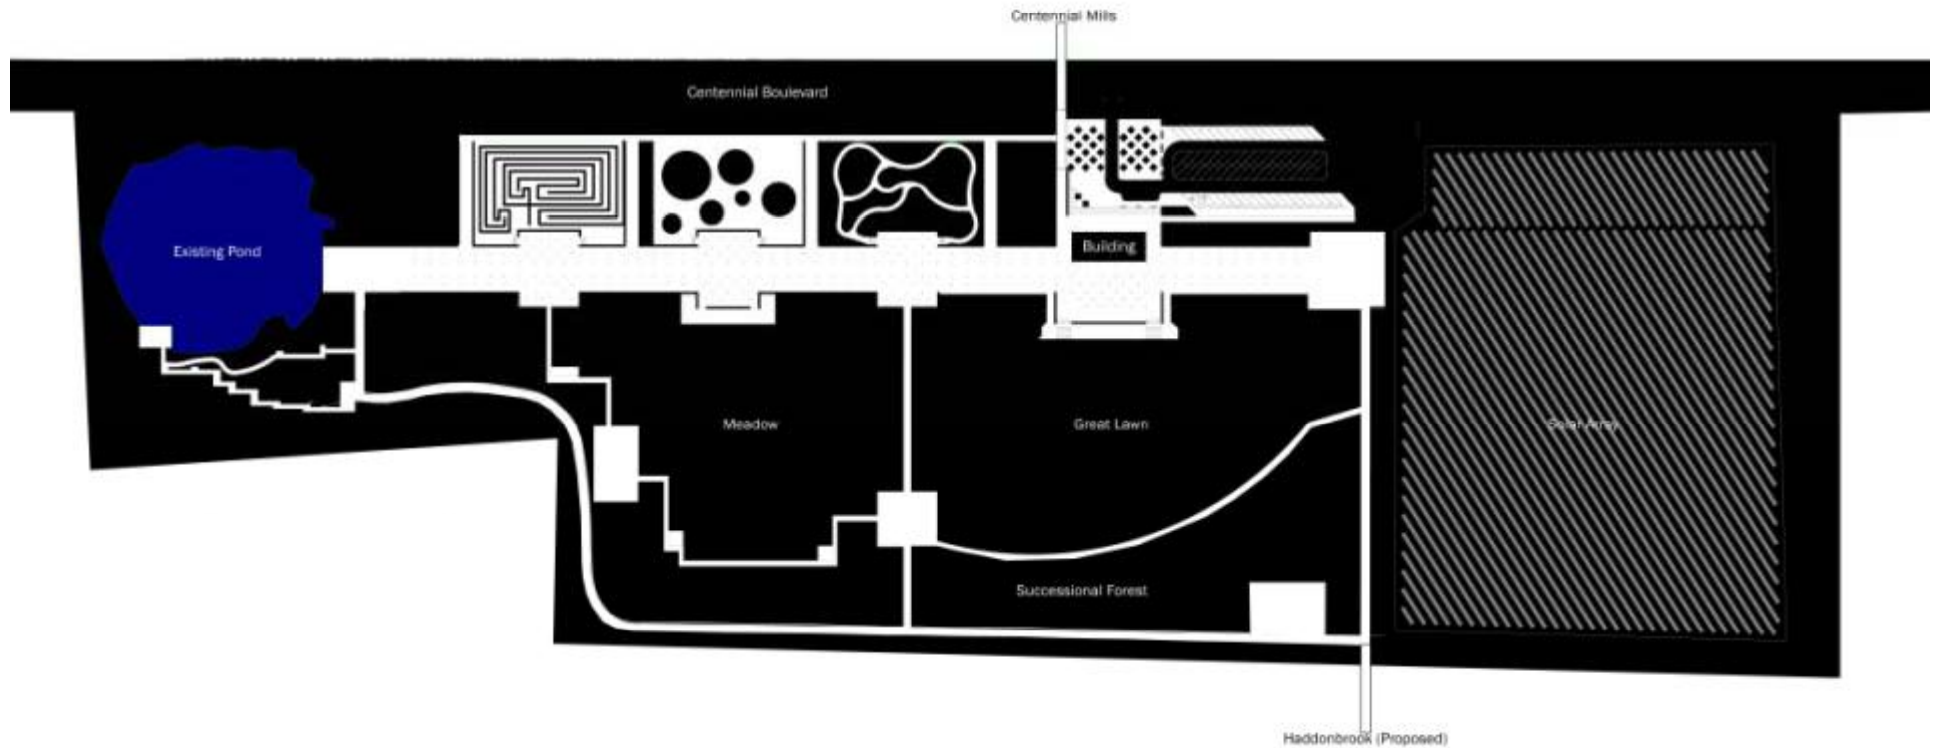 Centennial Mills
Centennial Boulevard
Existing Pond
Building
Meadow
Great Lawn
Solar Array
Successional Forest
Haddonbrook (Proposed)